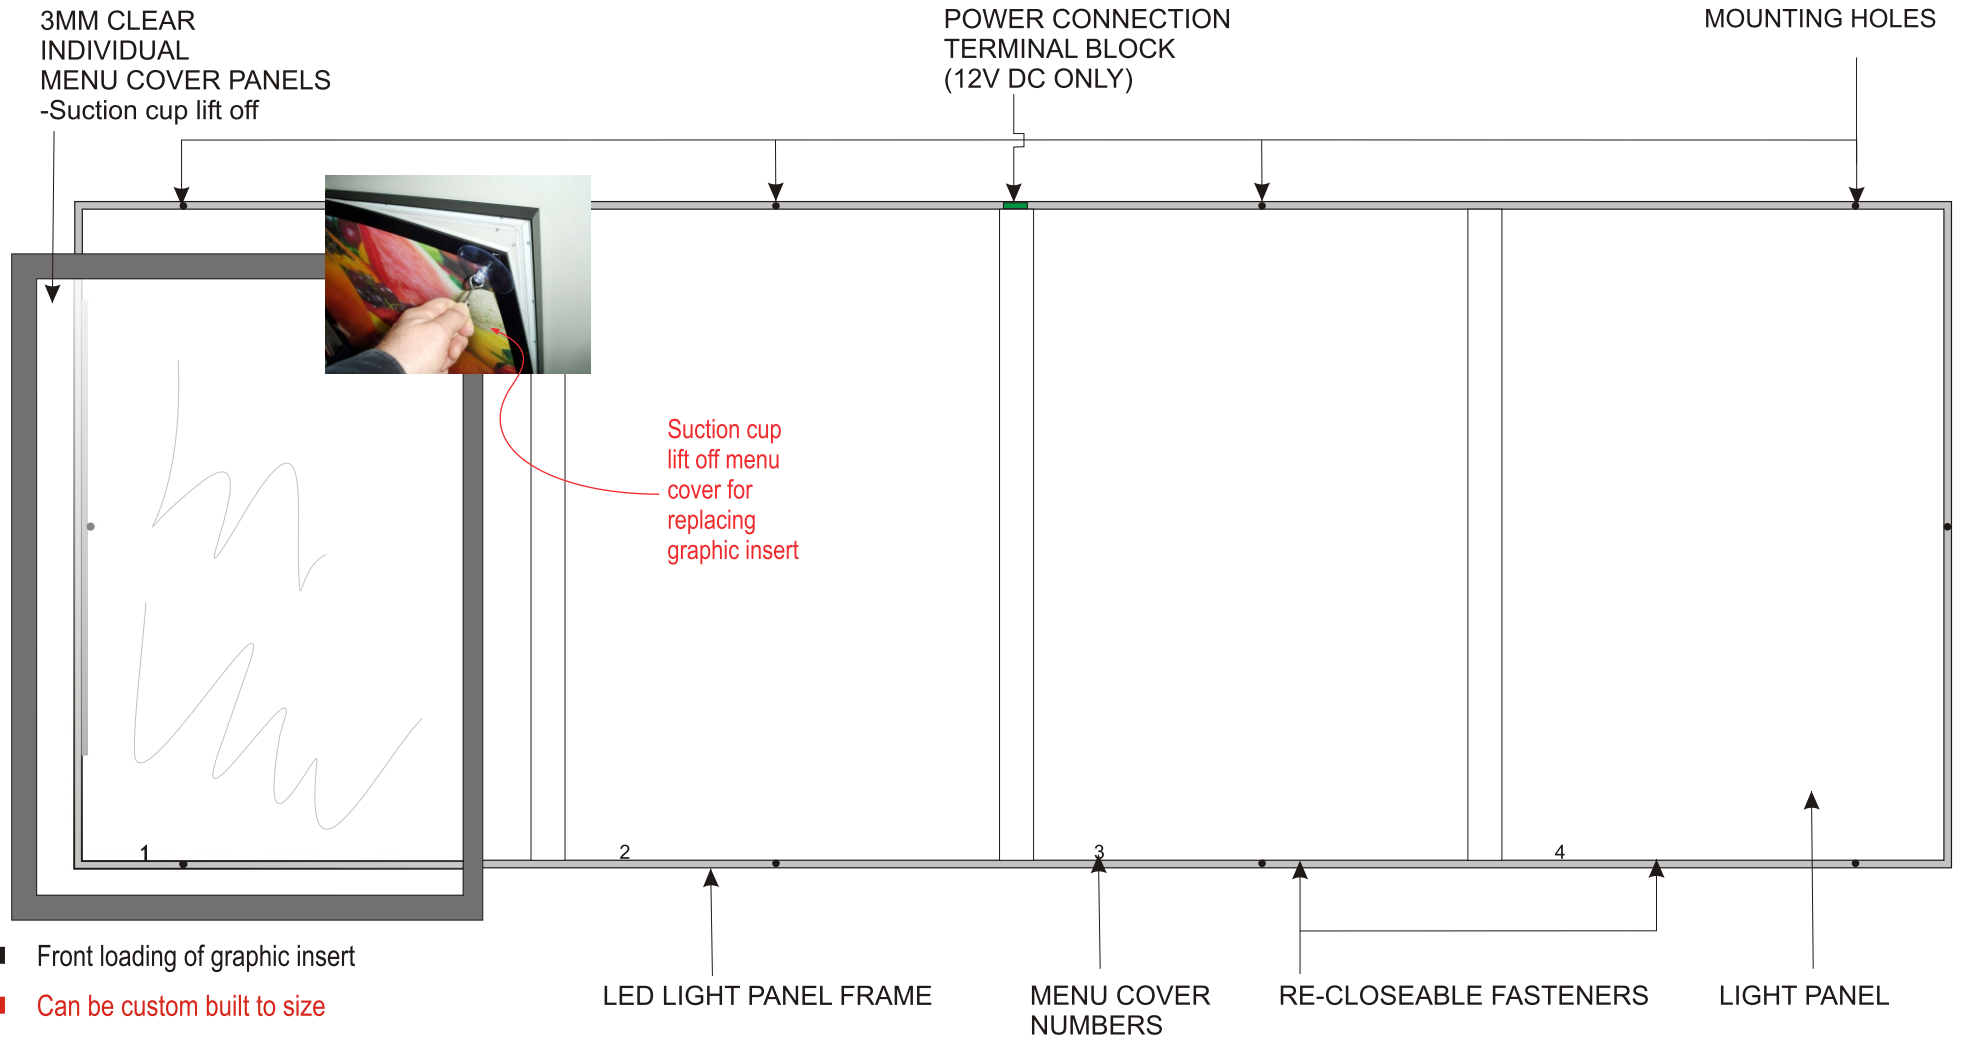 3MM CLEAR
INDIVIDUAL
MENU COVER PANELS
-Suction cup lift off
POWER CONNECTION
TERMINAL BLOCK
(12V DC ONLY)
MOUNTING HOLES
Suction cup
lift off menu
cover for
replacing
graphic insert
1
2
3
4
Front loading of graphic insert
Can be custom built to size
LED LIGHT PANEL FRAME
MENU COVER
NUMBERS
RE-CLOSEABLE FASTENERS
LIGHT PANEL